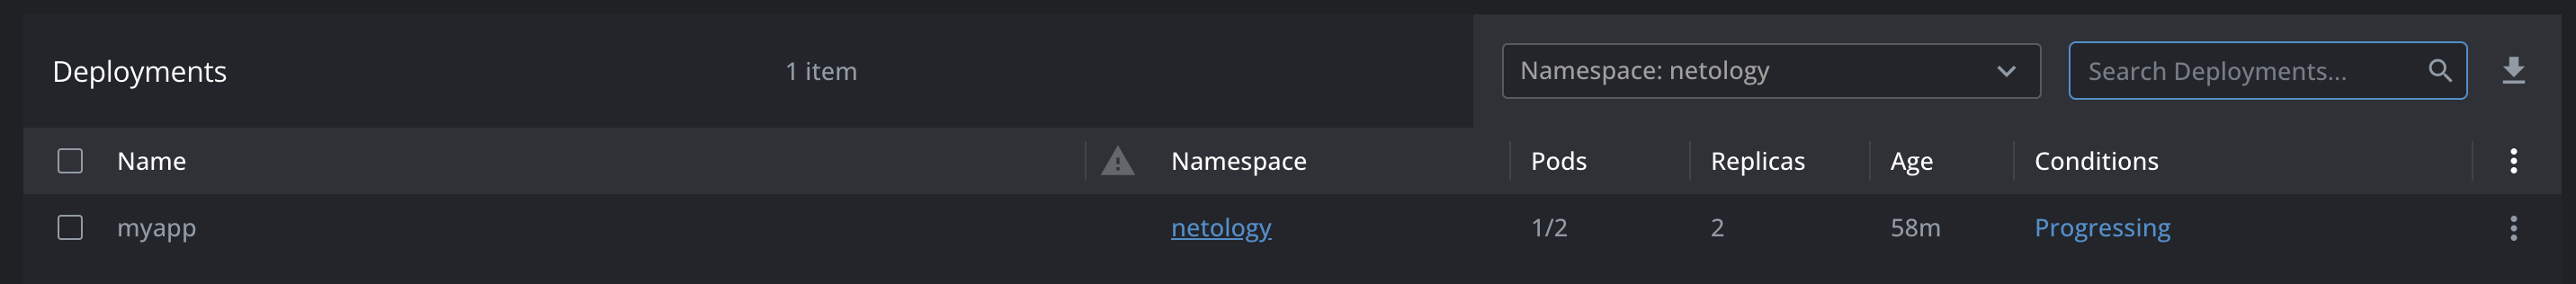 Deployments 1 item Namespace: netology Search Deployments...
Name Namespace Pods Replicas Age Conditions
myapp netology 1/2 2 58m Progressing